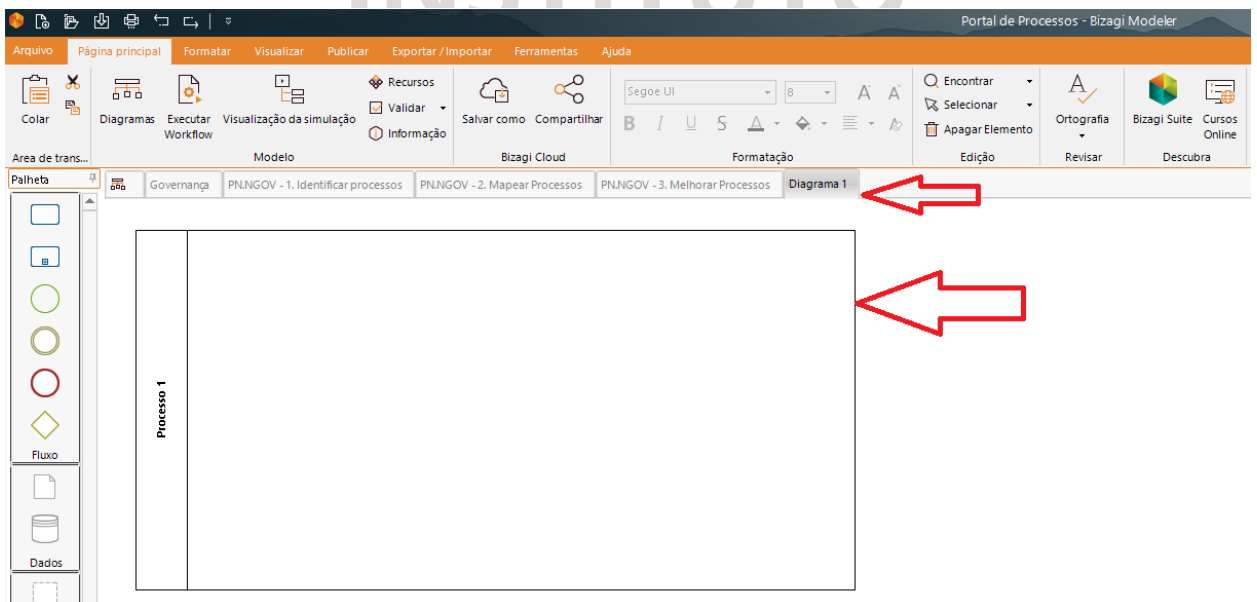 INSTITUTO
Portal de Processos - Bizagi Modeler
Arquivo Página principal Formatar Visualizar Publicar Exportar / Importar Ferramentas Ajuda
Recursos
Segoe UI 8 A A
Encontrar
Validar
Selecionar
Colar Diagramas Executar Workflow Visualização da simulação
Informação
Salvar como Compartilhar
B I U S A
Apagar Elemento
Ortografia
Bizagi Suite Cursos Online
Area de trans... Modelo Bizagi Cloud Formatação Edição Revisar Descubra
Palheta
Governança PN.NGOV - 1. Identificar processos PN.NGOV - 2. Mapear Processos PN.NGOV - 3. Melhorar Processos Diagrama 1
Processo 1
Fluxo
Dados